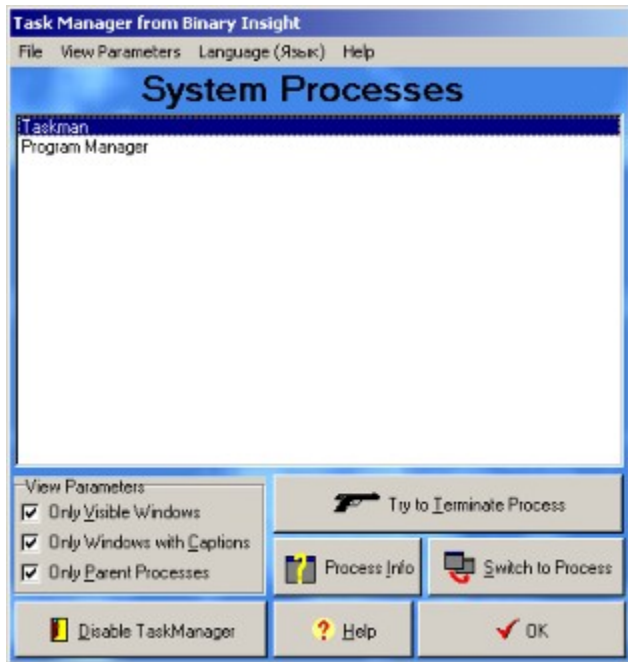 Task Manager from Binary Insight
File View Parameters Language (Язык) Help
System Processes
Taskman
Program Manager
View Parameters
Only Visible Windows
Only Windows with Captions
Only Parent Processes
Try to Terminate Process
Process Info
Switch to Process
Disable TaskManager
Help
OK